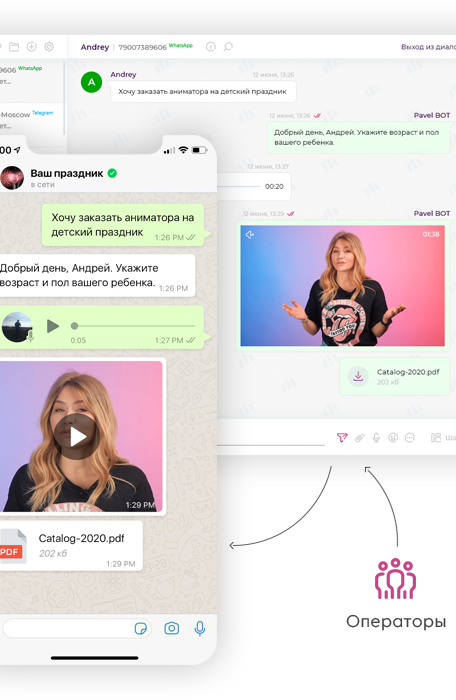 9606 WhatsApp
Andrey | 79007389606 WhatsApp
Выход из диало
ет...
-Moscow Telegram
...
Andrey
12 июня, 13:26
Хочу заказать аниматора на детский праздник
12 июня, 13:26
Pavel BOT
Добрый день, Андрей. Укажите возраст и пол
вашего ребенка.
12 июня, 13:27
00:20
12 июня, 13:29
Pavel BOT
01:38
Catalog-2020.pdf
202 кб
Ша
:00
Ваш праздник
в сети
Хочу заказать аниматора на
детский праздник
1:26 PM
Добрый день, Андрей. Укажите
возраст и пол вашего ребенка.
1:26 PM
0:05
1:27 PM
1:29 PM
PDF
Catalog-2020.pdf
202 кб
1:29 PM
Операторы